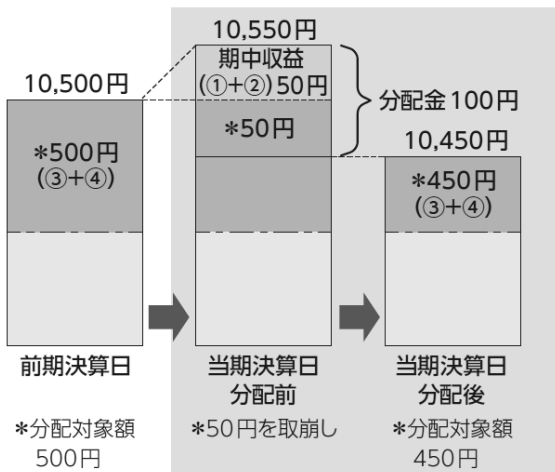 10,500円
*500円
(③+④)
前期決算日
*分配対象額
500円
10,550円
期中収益
(①+②)50円
*50円
分配金100円
当期決算日
分配前
*50円を取崩し
10,450円
*450円
(③+④)
当期決算日
分配後
*分配対象額
450円